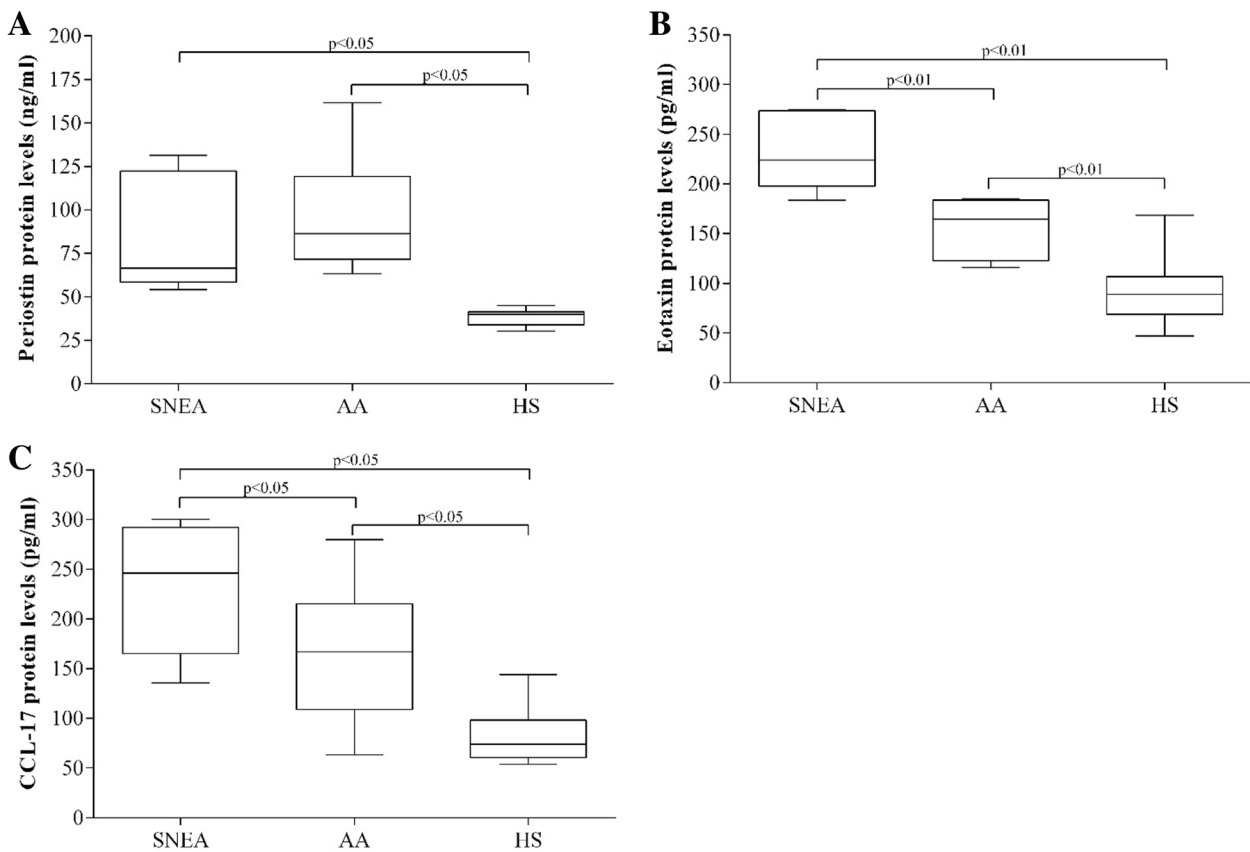 A
Periostin protein levels (ng/ml)
200
175
150
125
100
75
50
25
0
p<0.05
p<0.05
SNEA AA HS
B
Eotaxin protein levels (pg/ml)
350
300
250
200
150
100
50
0
p<0.01
p<0.01
p<0.01
SNEA AA HS
C
CCL-17 protein levels (pg/ml)
350
300
250
200
150
100
50
0
p<0.05
p<0.05
p<0.05
SNEA AA HS